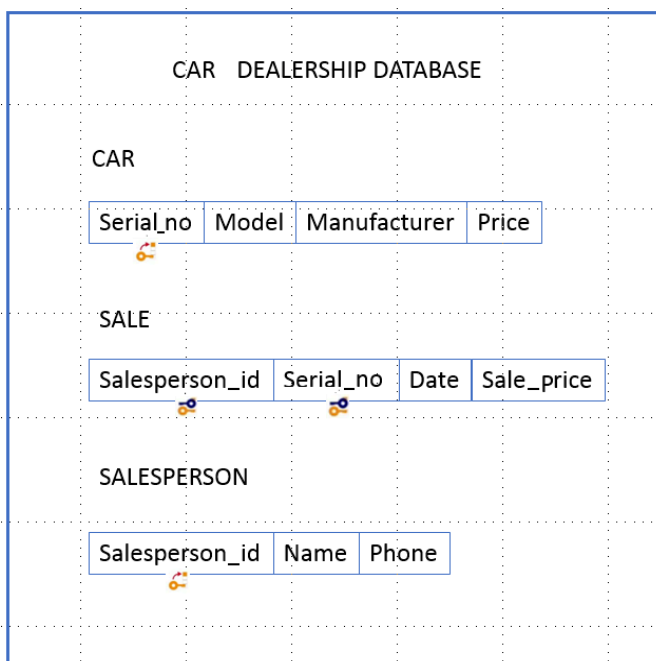 CAR DEALERSHIP DATABASE
CAR
Serial_no Model Manufacturer Price
SALE
Salesperson_id Serial_no Date Sale_price
SALESPERSON
Salesperson_id Name Phone